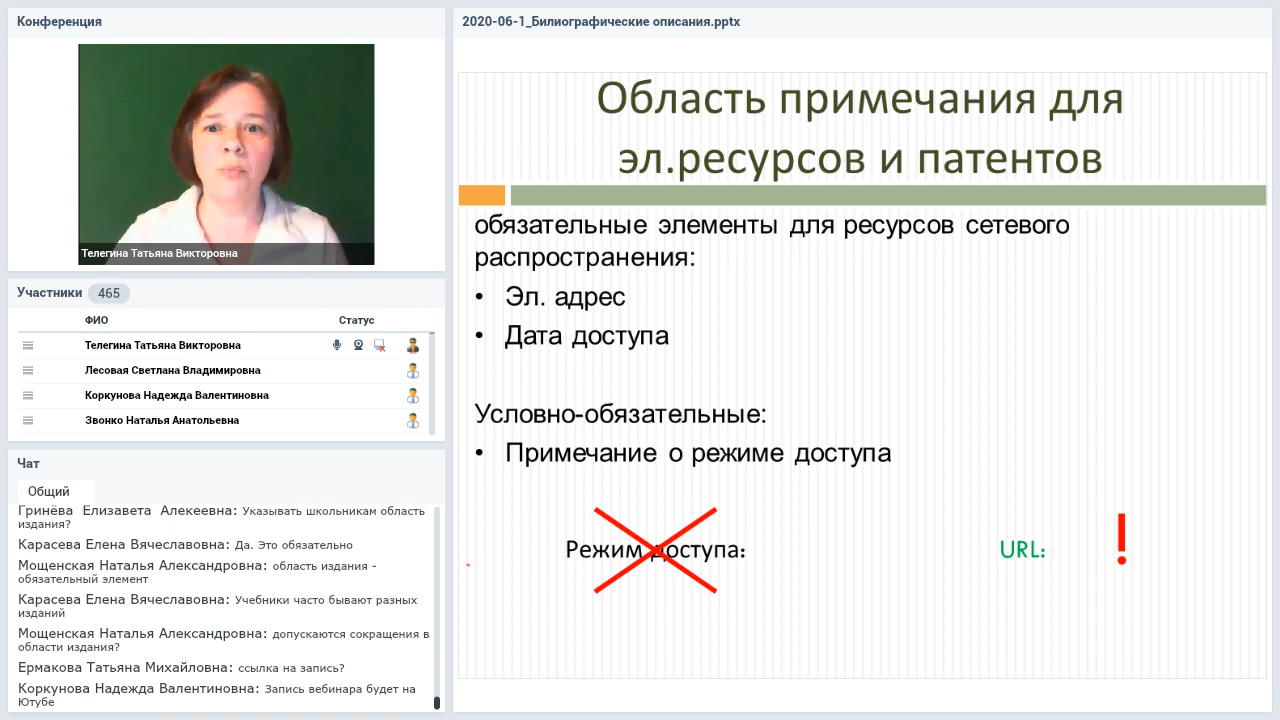 Конференция
Телегина Татьяна Викторовна
Участники 465
ФИО Статус
Телегина Татьяна Викторовна
Лесовая Светлана Владимировна
Коркунова Надежда Валентиновна
Звонко Наталья Анатольевна
Чат
Общий
Гринёва Елизавета Алекеевна: Указывать школьникам область
издания?
Карасева Елена Вячеславовна: Да. Это обязательно
Мощенская Наталья Александровна: область издания -
обязательный элемент
Карасева Елена Вячеславовна: Учебники часто бывают разных
изданий
Мощенская Наталья Александровна: допускаются сокращения в
области издания?
Ермакова Татьяна Михайловна: ссылка на запись?
Коркунова Надежда Валентиновна: Запись вебинара будет на
Ютубе
2020-06-1_Билиографические описания.pptx
Область примечания для
эл.ресурсов и патентов
обязательные элементы для ресурсов сетевого
распространения:
• Эл. адрес
• Дата доступа
Условно-обязательные:
• Примечание о режиме доступа
Режим доступа: URL: !